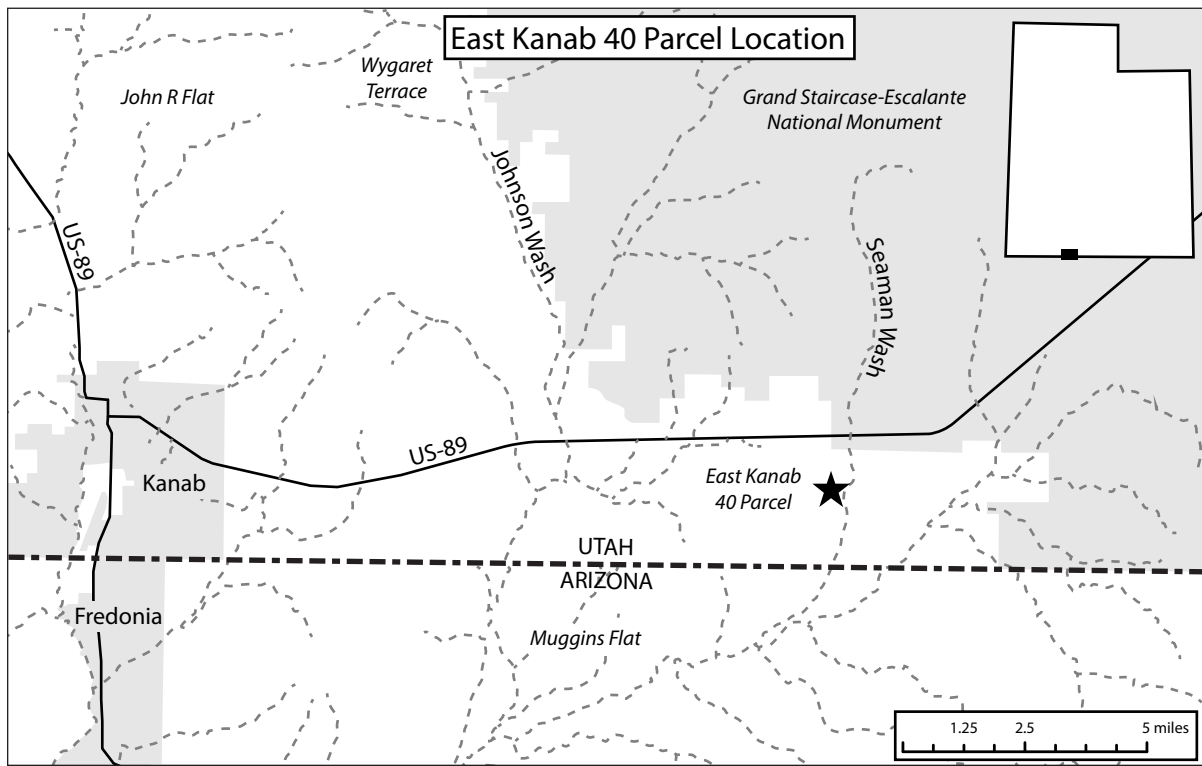 East Kanab 40 Parcel Location
Wygaret
Terrace
John R Flat
Grand Staircase-Escalante
National Monument
Johnson Wash
US-89
Seaman Wash
US-89
Kanab
East Kanab
40 Parcel
UTAH
ARIZONA
Fredonia
Muggins Flat
1.25 2.5 5 miles